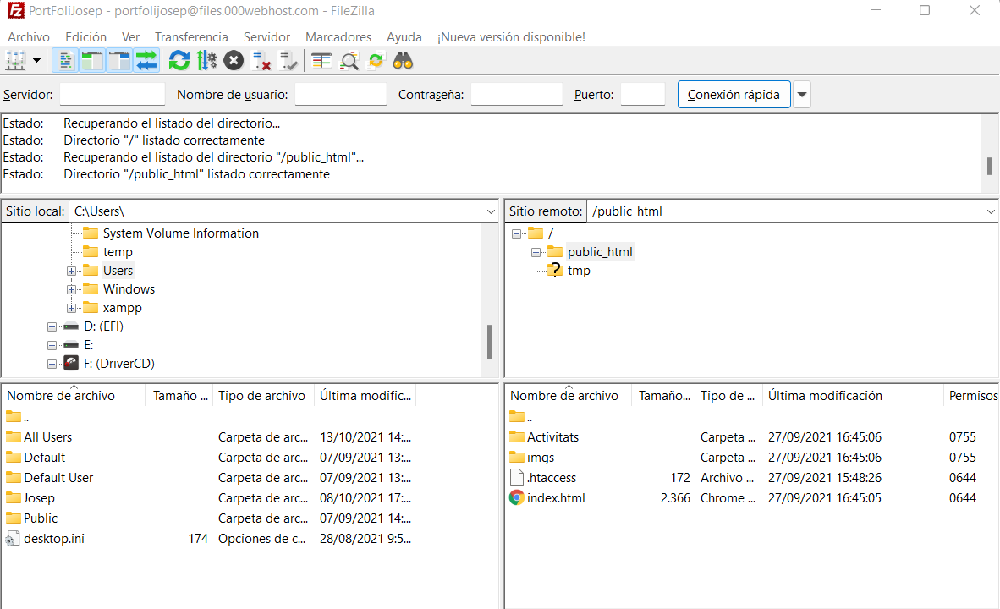 PortFoliJosep - portfolijosep@files.000webhost.com - FileZilla
Archivo Edición Ver Transferencia Servidor Marcadores Ayuda ¡Nueva versión disponible!
Servidor: Nombre de usuario: Contraseña: Puerto: Conexión rápida
Estado: Recuperando el listado del directorio...
Estado: Directorio "/" listado correctamente
Estado: Recuperando el listado del directorio "/public_html"...
Estado: Directorio "/public_html" listado correctamente
Sitio local: C:\Users\
System Volume Information
temp
Users
Windows
xampp
D: (EFI)
E:
F: (DriverCD)
Sitio remoto: /public_html
/
public_html
? tmp
Nombre de archivo Tamaño ... Tipo de archivo Última modific...
..
All Users Carpeta de arc... 13/10/2021 14:...
Default Carpeta de arc... 07/09/2021 13:...
Default User Carpeta de arc... 07/09/2021 13:...
Josep Carpeta de arc... 08/10/2021 17:...
Public Carpeta de arc... 07/09/2021 14:...
desktop.ini 174 Opciones de c... 28/08/2021 9:5...
Nombre de archivo Tamaño... Tipo de ... Última modificación Permisos
..
Activitats Carpeta ... 27/09/2021 16:45:06 0755
imgs Carpeta ... 27/09/2021 16:45:06 0755
.htaccess 172 Archivo ... 27/09/2021 15:48:26 0644
index.html 2.366 Chrome ... 27/09/2021 16:45:05 0644